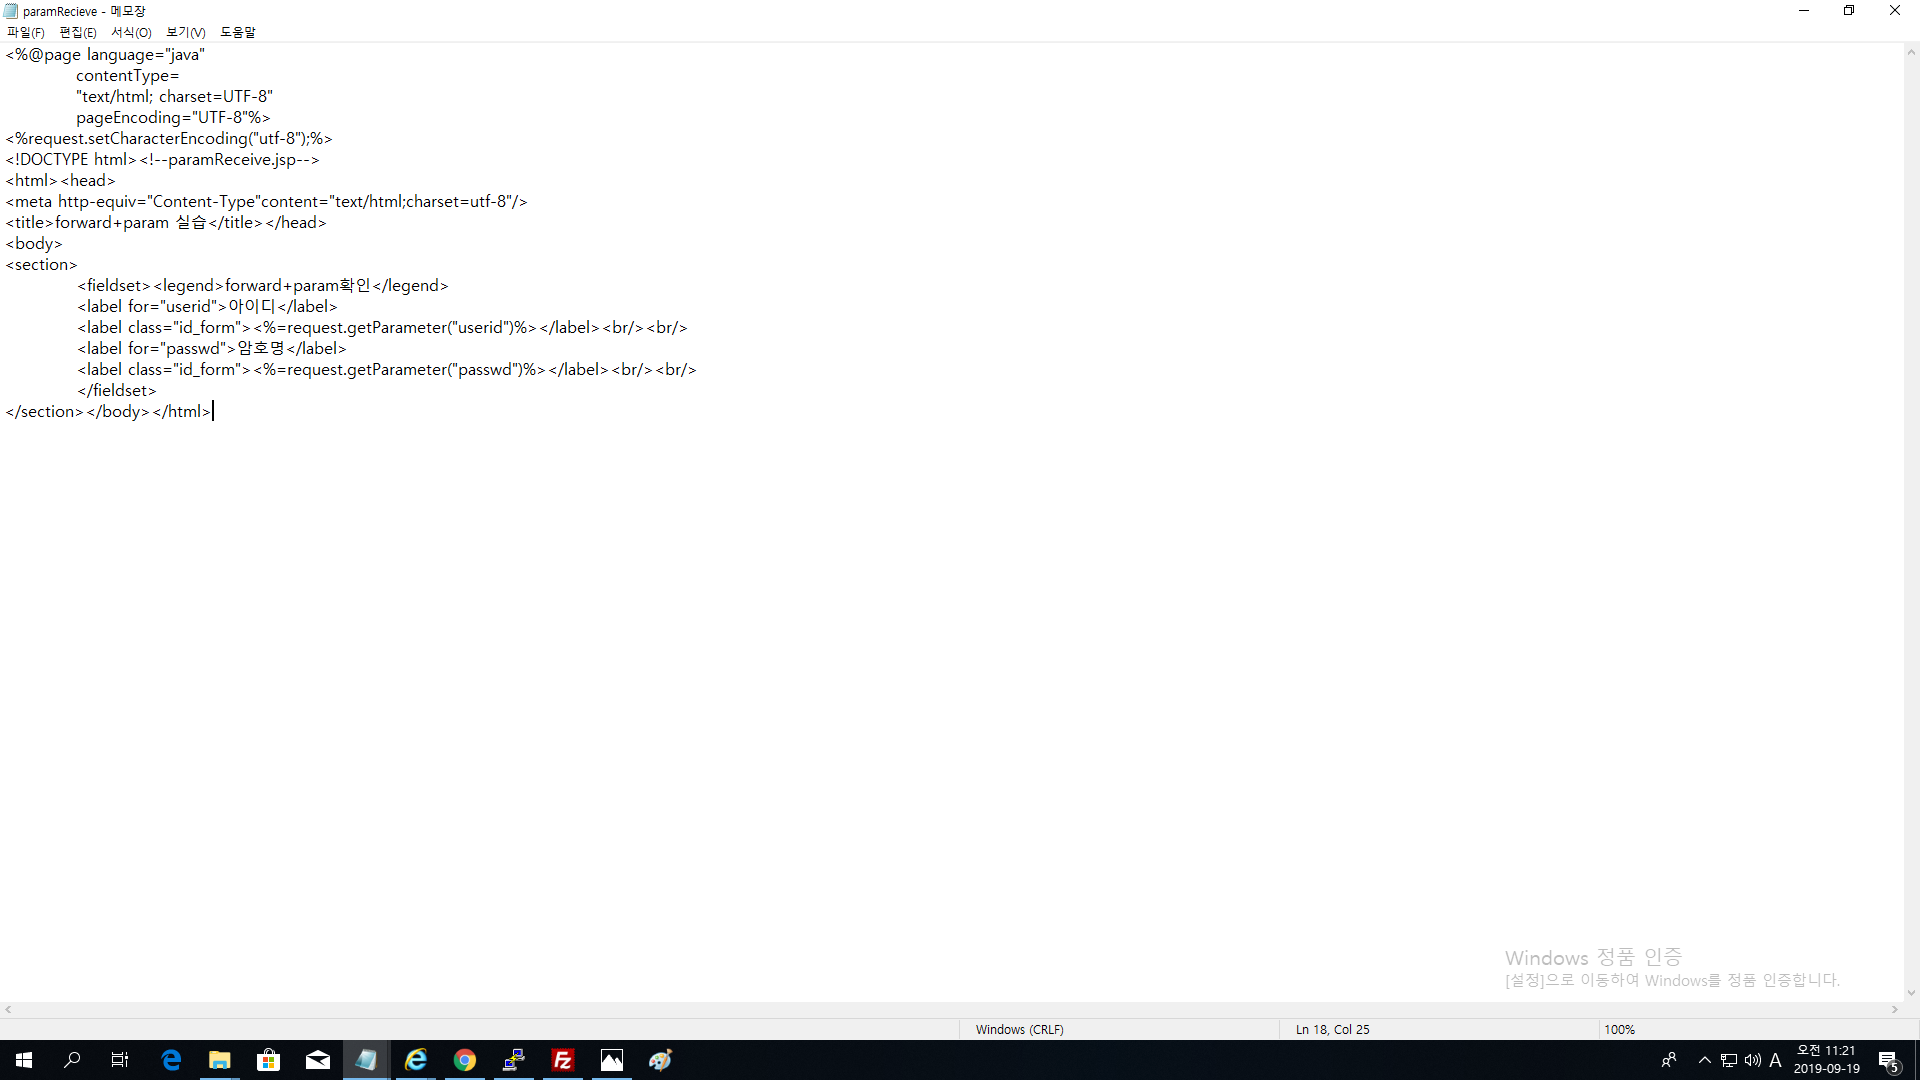 paramRecieve - 메모장
파일(F) 편집(E) 서식(O) 보기(V) 도움말
<%@page language="java"
contentType=
"text/html; charset=UTF-8"
pageEncoding="UTF-8"%>
<%request.setCharacterEncoding("utf-8");%>
<!DOCTYPE html><!--paramReceive.jsp-->
<html><head>
<meta http-equiv="Content-Type"content="text/html;charset=utf-8"/>
<title>forward+param 실습</title></head>
<body>
<section>
<fieldset><legend>forward+param확인</legend>
<label for="userid">아이디</label>
<label class="id_form"><%=request.getParameter("userid")%></label><br/><br/>
<label for="passwd">암호명</label>
<label class="id_form"><%=request.getParameter("passwd")%></label><br/><br/>
</fieldset>
</section></body></html>
Windows 정품 인증
[설정]으로 이동하여 Windows를 정품 인증합니다.
Windows (CRLF) Ln 18, Col 25 100%
A 오전 11:21
2019-09-19
5